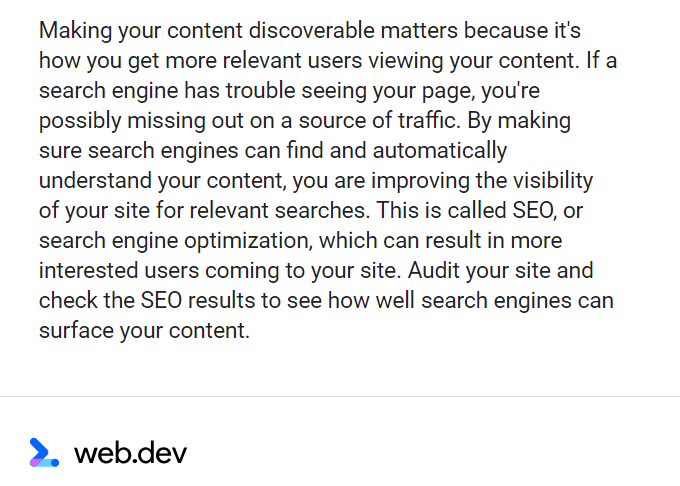 Making your content discoverable matters because it's
how you get more relevant users viewing your content. If a
search engine has trouble seeing your page, you're
possibly missing out on a source of traffic. By making
sure search engines can find and automatically
understand your content, you are improving the visibility
of your site for relevant searches. This is called SEO, or
search engine optimization, which can result in more
interested users coming to your site. Audit your site and
check the SEO results to see how well search engines can
surface your content.
web.dev